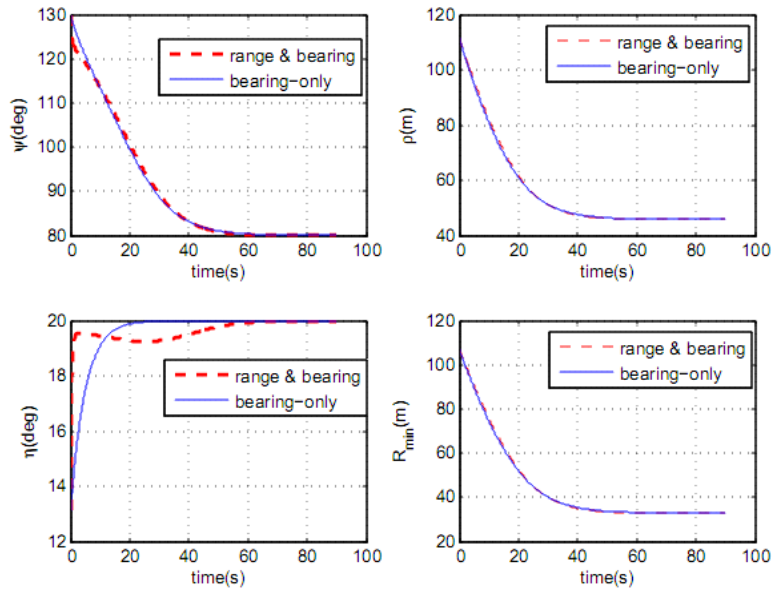 130
120
110
100
90
80
ψ(deg)
range & bearing
bearing-only
0 20 40 60 80 100
time(s)
120
100
80
60
40
ρ(m)
range & bearing
bearing-only
0 20 40 60 80 100
time(s)
20
18
16
14
12
η(deg)
range & bearing
bearing-only
0 20 40 60 80 100
time(s)
120
100
80
60
40
20
R_min(m)
range & bearing
bearing-only
0 20 40 60 80 100
time(s)